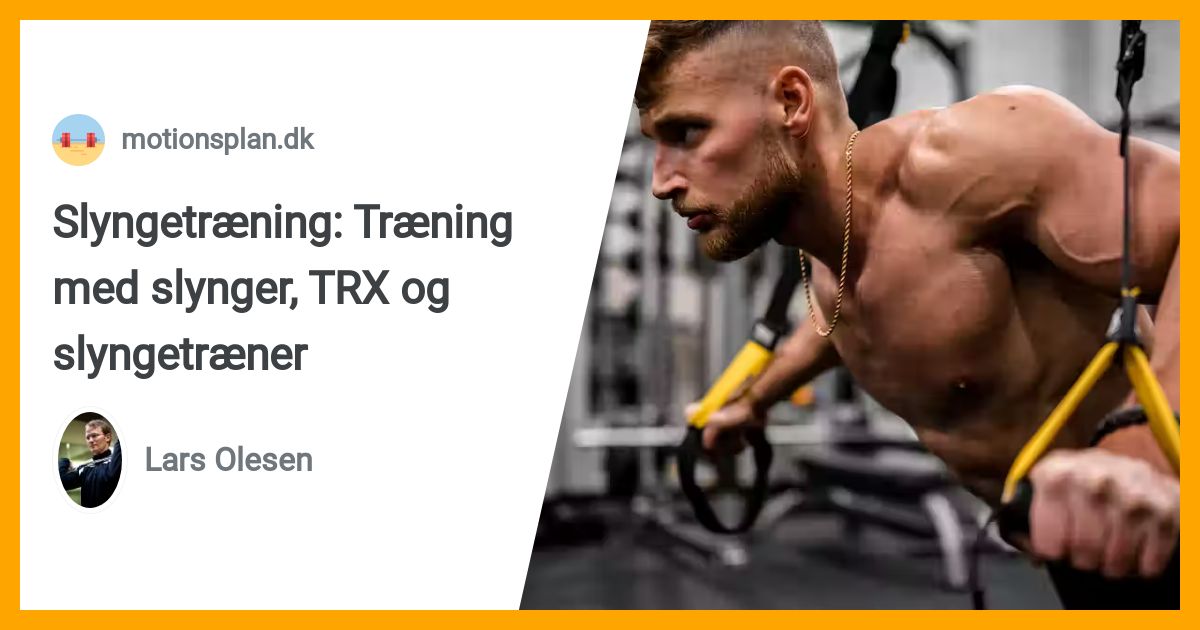 motionsplan.dk
Slyngetræning: Træning
med slynger, TRX og
slyngetræner
Lars Olesen